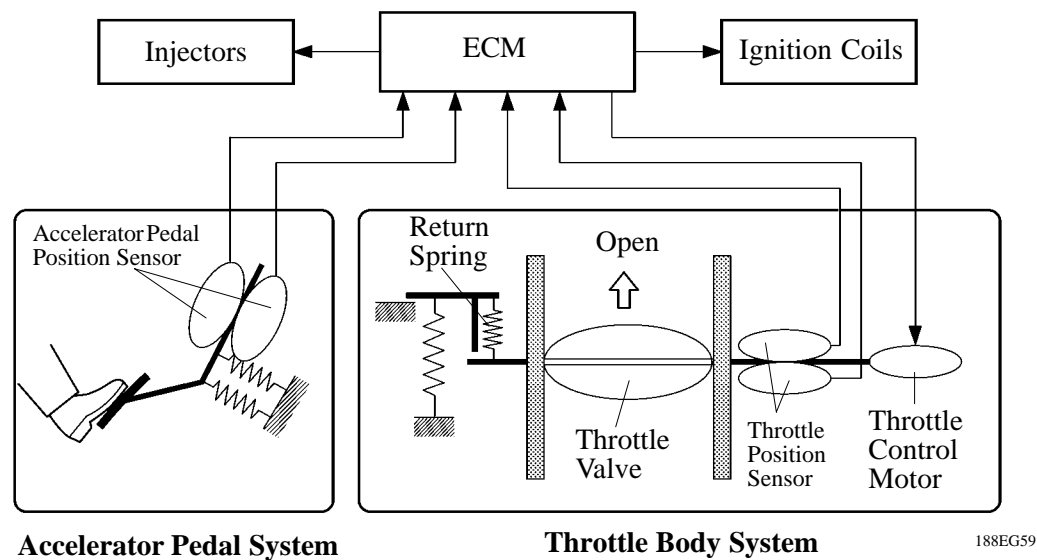 Injectors
ECM
Ignition Coils
Accelerator Pedal
Position Sensor
Return
Spring
Open
Throttle
Valve
Throttle
Position
Sensor
Throttle
Control
Motor
Accelerator Pedal System
Throttle Body System
188EG59